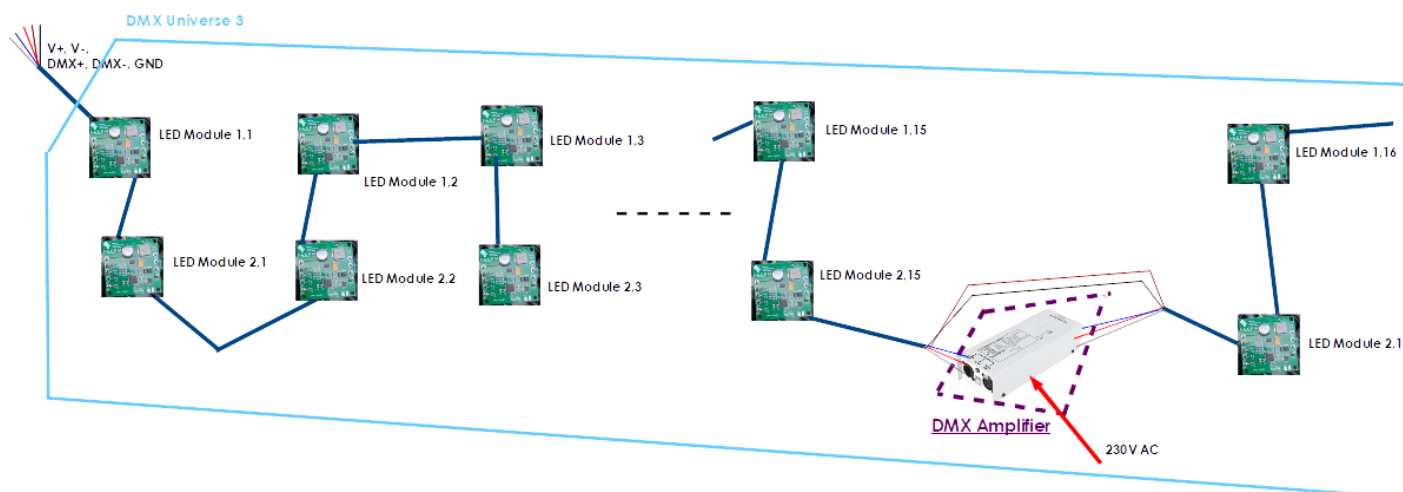 DMX Universe 3
V+, V-,
DMX+, DMX-, GND
LED Module 1,1
LED Module 1,2
LED Module 1,3
LED Module 1,15
LED Module 1,16
LED Module 2,1
LED Module 2,2
LED Module 2,3
LED Module 2,15
LED Module 2,1
DMX Amplifier
230V AC